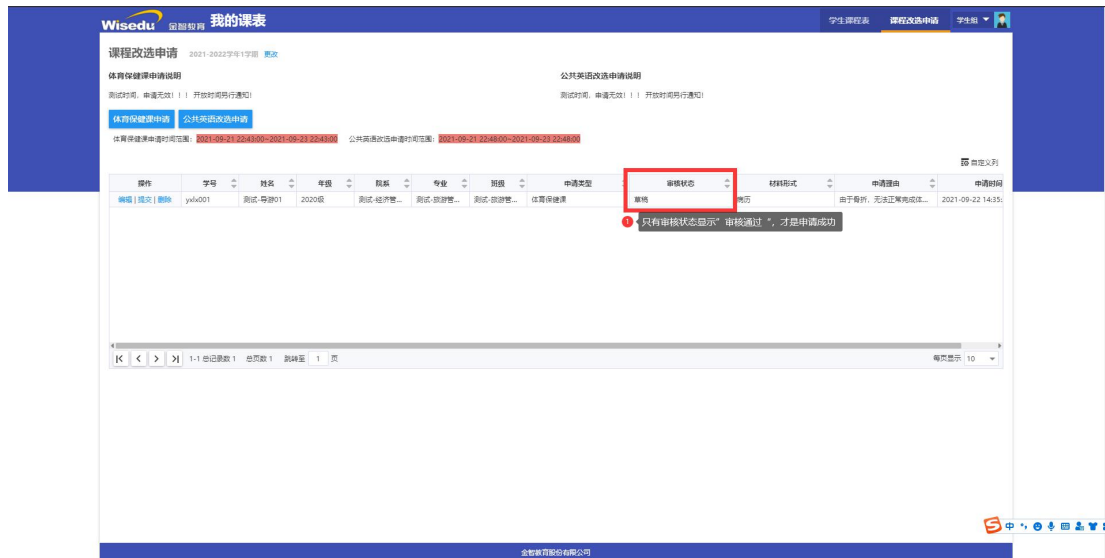 Wisedu 金智教育 我的课表
学生课程表 课程改选申请 学生组
课程改选申请 2021-2022学年1学期 更改
体育保健课申请说明 公共英语改选申请说明
测试时间，申请无效！！！ 开放时间另行通知！ 测试时间，申请无效！！！ 开放时间另行通知！
体育保健课申请 公共英语改选申请
体育保健课申请时间范围：2021-09-21 22:43:00~2021-09-23 22:43:00 公共英语改选申请时间范围：2021-09-21 22:48:00~2021-09-23 22:48:00
自定义列
操作 学号 姓名 年级 院系 专业 班级 申请类型 审核状态 材料形式 申请理由 申请时间
编辑 | 提交 | 删除 yxlx001 测试-导游01 2020级 测试-经济管... 测试-旅游管... 测试-旅游管... 体育保健课 草稿 病历 由于骨折，无法正常完成体... 2021-09-22 14:35:
1 只有审核状态显示“ 审核通过 “，才是申请成功
1-1 总记录数 1 总页数 1 跳转至 1 页 每页显示 10
中
金智教育股份有限公司